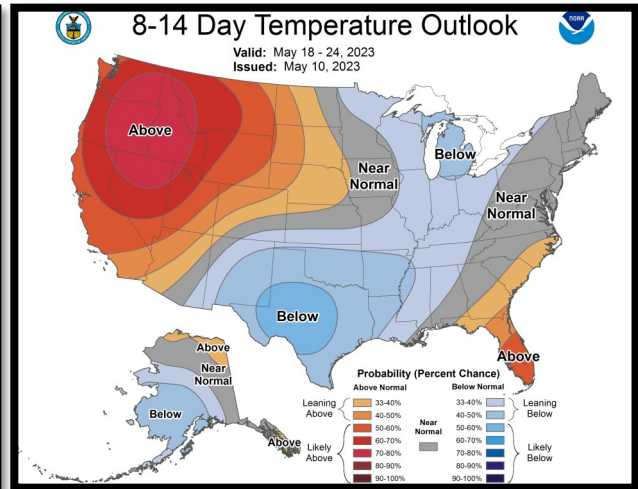 8-14 Day Temperature Outlook
NOAA
Valid: May 18 - 24, 2023
Issued: May 10, 2023
Above
Below
Near
Normal
Near
Normal
Below
Above
Above
Near
Normal
Below
Above
Probability (Percent Chance)
Above Normal
Below Normal
Leaning
Above
33-40%
40-50%
33-40%
40-50%
Leaning
Below
Likely
Above
50-60%
60-70%
70-80%
80-90%
90-100%
Near
Normal
50-60%
60-70%
70-80%
80-90%
90-100%
Likely
Below